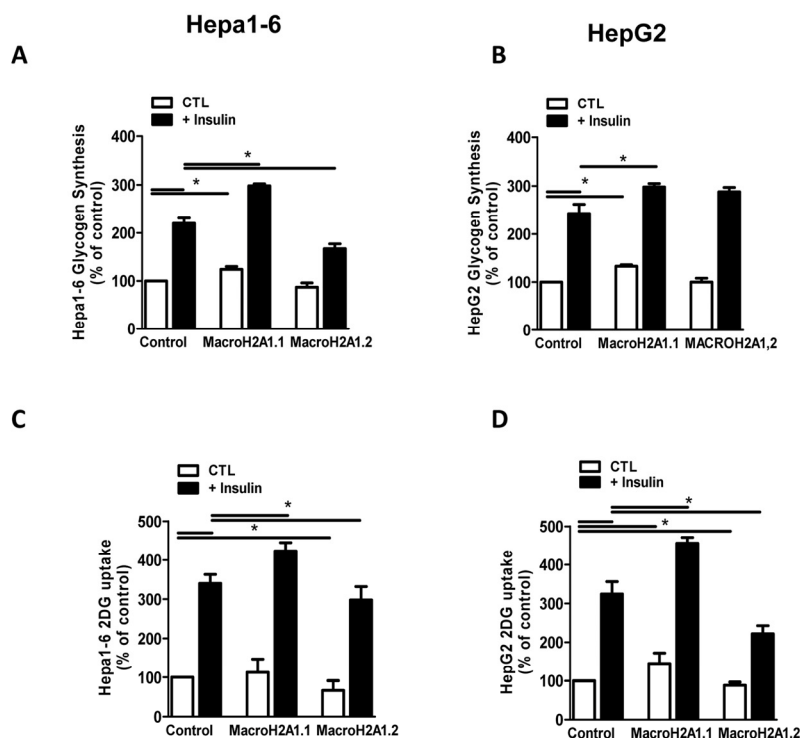 Hepa1-6
HepG2
A
CTL
+ Insulin
Hepa1-6 Glycogen Synthesis
(% of control)
400
300
200
100
0
*
*
Control MacroH2A1.1 MacroH2A1.2
B
CTL
+ Insulin
HepG2 Glycogen Synthesis
(% of control)
400
300
200
100
0
*
*
Control MacroH2A1.1 MACROH2A1,2
C
CTL
+ Insulin
Hepa1-6 2DG uptake
(% of control)
500
400
300
200
100
0
*
*
Control MacroH2A1.1 MacroH2A1.2
D
CTL
+ Insulin
HepG2 2DG uptake
(% of control)
500
400
300
200
100
0
*
*
Control MacroH2A1.1 MacroH2A1.2